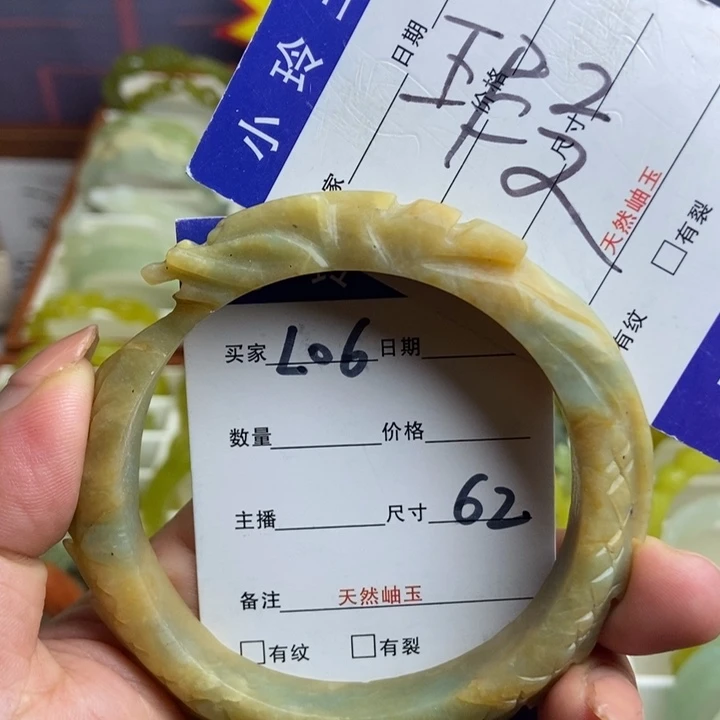 小玲
日期
价格
尺寸
家
天然岫玉
有裂
有纹
买家 L06 日期
数量 价格
主播 尺寸 62
备注 天然岫玉
有纹 有裂